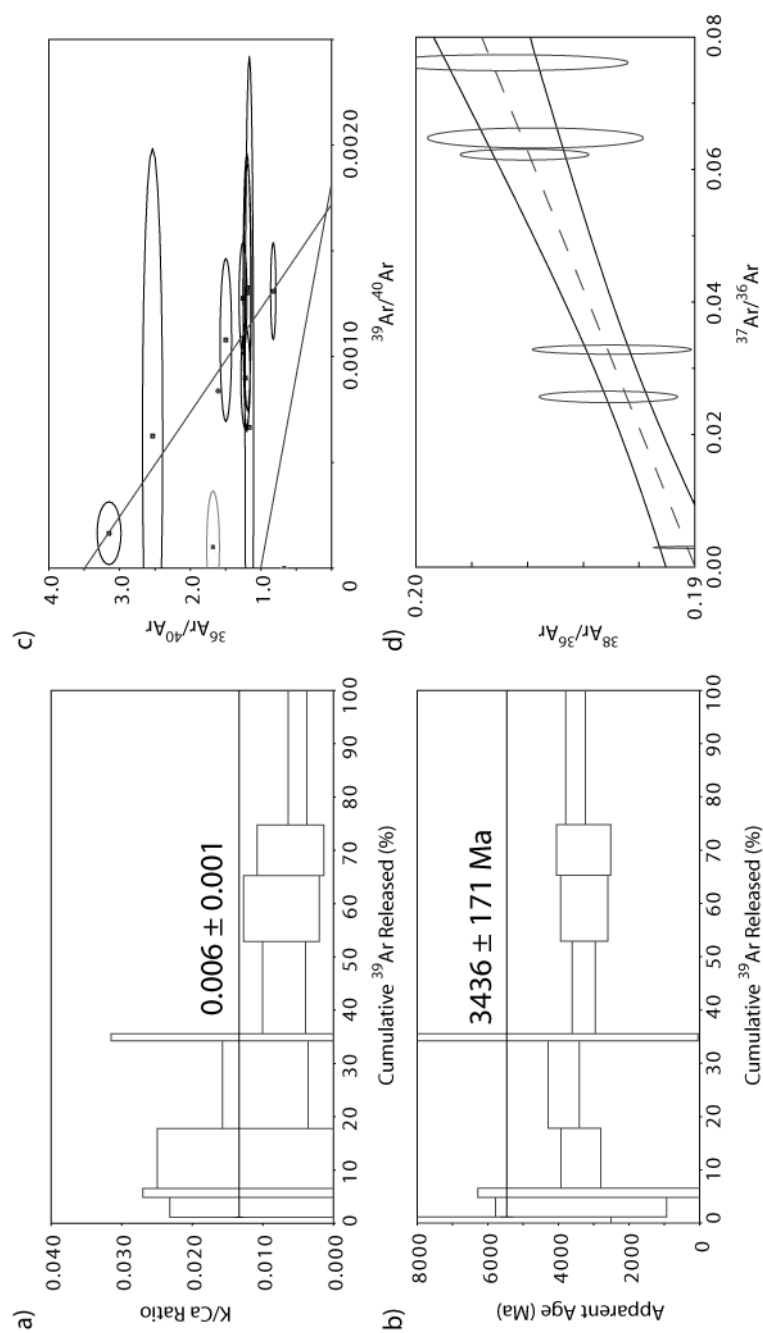 a)
K/Ca Ratio
0.040
0.030
0.020
0.010
0.000
0.006 ± 0.001
0 10 20 30 40 50 60 70 80 90 100
Cumulative ³⁹Ar Released (%)
b)
Apparent Age (Ma)
8000
6000
4000
2000
0
3436 ± 171 Ma
0 10 20 30 40 50 60 70 80 90 100
Cumulative ³⁹Ar Released (%)
c)
³⁶Ar/⁴⁰Ar
4.0
3.0
2.0
1.0
0 0.0010 0.0020
³⁹Ar/⁴⁰Ar
d)
³⁸Ar/³⁶Ar
0.20
0.19
0.00 0.02 0.04 0.06 0.08
³⁷Ar/³⁶Ar